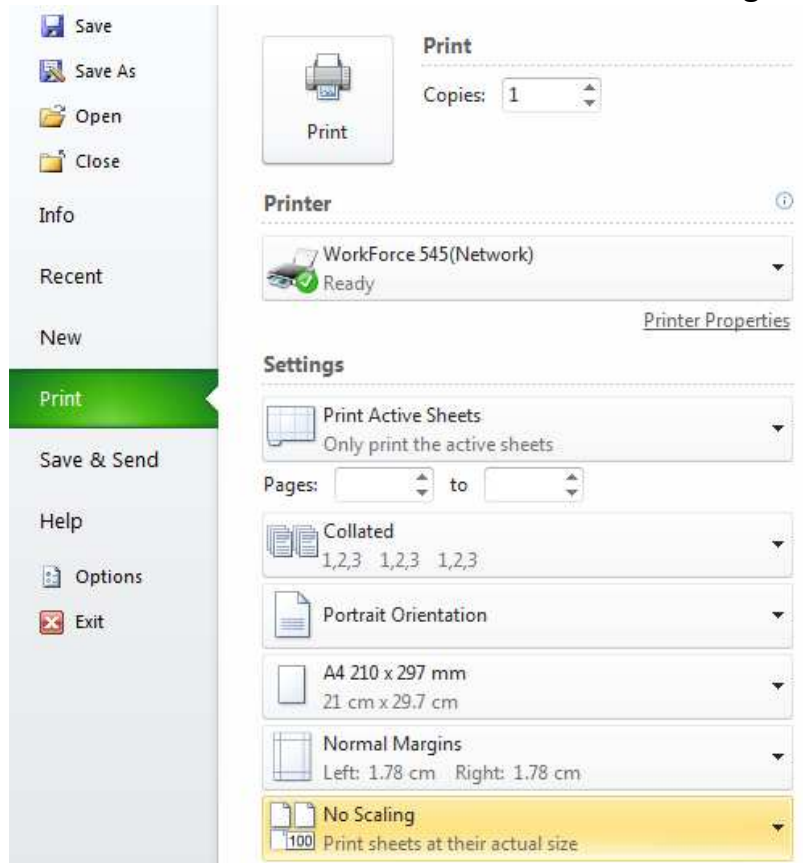 Save
Save As
Open
Close
Info
Recent
New
Print
Save & Send
Help
Options
Exit
Print
Print
Copies: 1
Printer
WorkForce 545(Network)
Ready
Printer Properties
Settings
Print Active Sheets
Only print the active sheets
Pages: to
Collated
1,2,3 1,2,3 1,2,3
Portrait Orientation
A4 210 x 297 mm
21 cm x 29.7 cm
Normal Margins
Left: 1.78 cm Right: 1.78 cm
No Scaling
100 Print sheets at their actual size